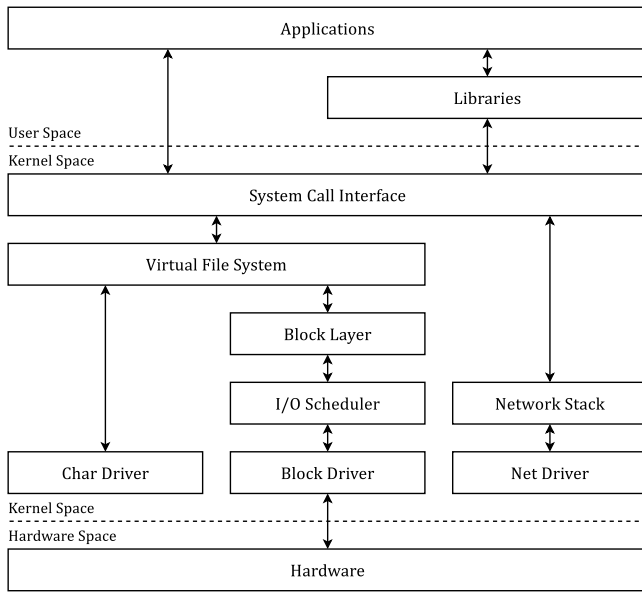 Applications
Libraries
User Space
Kernel Space
System Call Interface
Virtual File System
Block Layer
I/O Scheduler
Network Stack
Char Driver
Block Driver
Net Driver
Kernel Space
Hardware Space
Hardware